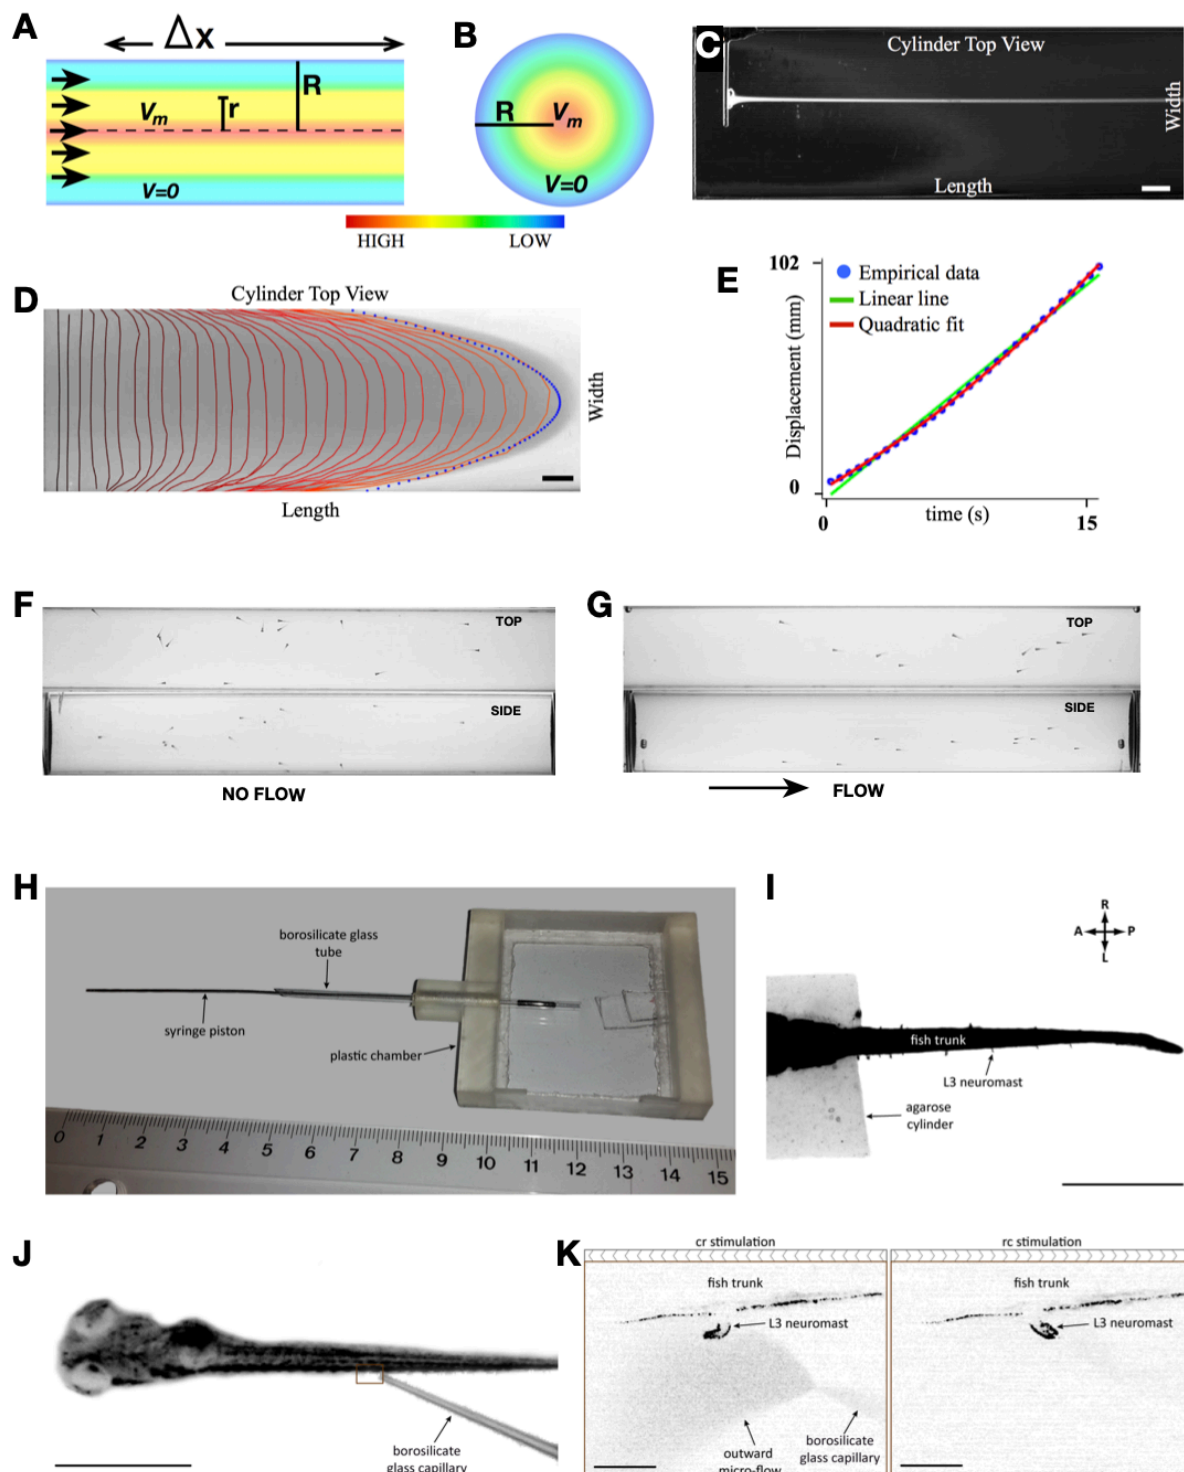 A
Δx
R
r
Vm
V=0
B
R
Vm
V=0
HIGH
LOW
C
Cylinder Top View
Width
Length
D
Cylinder Top View
Width
Length
E
102
Displacement (mm)
0
Empirical data
Linear line
Quadratic fit
0
time (s)
15
F
TOP
SIDE
NO FLOW
G
TOP
SIDE
FLOW
H
borosilicate glass
tube
syringe piston
plastic chamber
0 1 2 3 4 5 6 7 8 9 10 11 12 13 14 15
I
R
A P
L
fish trunk
L3 neuromast
agarose
cylinder
J
borosilicate
glass capillary
K
cr stimulation
fish trunk
L3 neuromast
outward
micro-flow
borosilicate
glass capillary
rc stimulation
fish trunk
L3 neuromast